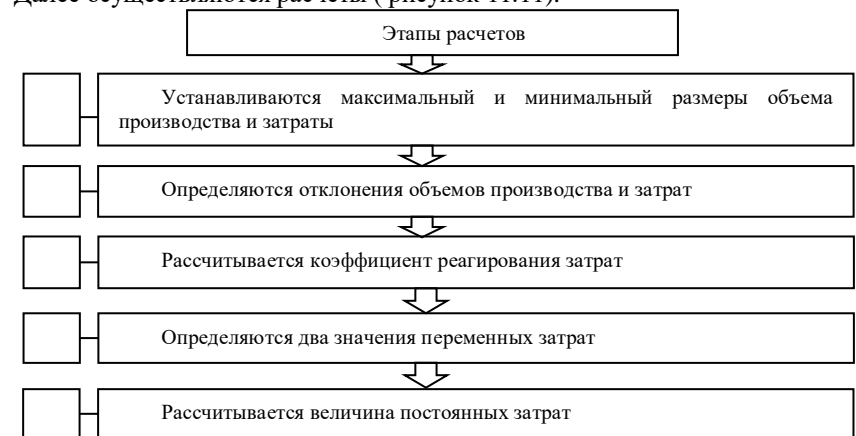 Далее осуществляются расчеты ( рисунок 11.11).
Этапы расчетов
Устанавливаются максимальный и минимальный размеры объема
производства и затраты
Определяются отклонения объемов производства и затрат
Рассчитывается коэффициент реагирования затрат
Определяются два значения переменных затрат
Рассчитывается величина постоянных затрат